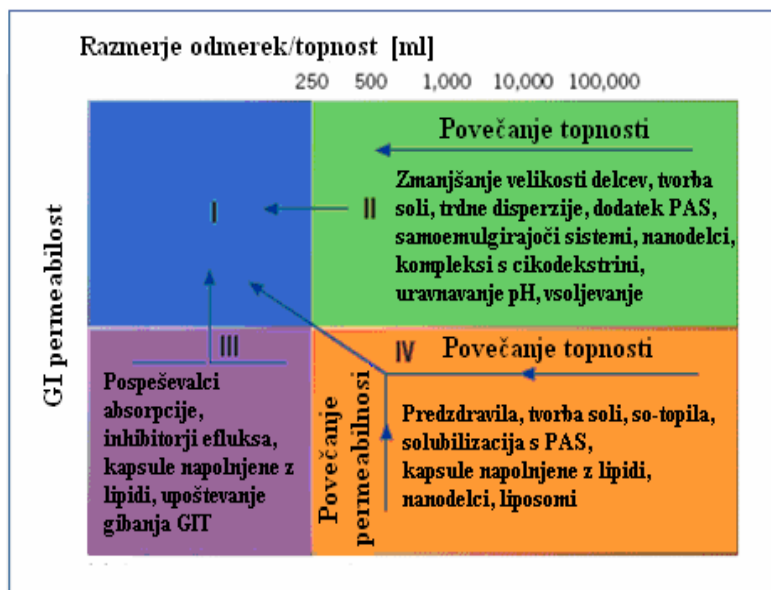 Razmerje odmerek/topnost [ml]
250 500 1,000 10,000 100,000
GI permeabilost
I
II
Povečanje topnosti
Zmanjšanje velikosti delcev, tvorba
soli, trdne disperzije, dodatek PAS,
samoemulgirajoči sistemi, nanodelci,
kompleksi s cikodekstrini,
uravnavanje pH, vsoljevanje
III
Pospeševalci
absorpcije,
inhibitorji efluksa,
kapsule napolnjene z
lipidi, upoštevanje
gibanja GIT
IV
Povečanje topnosti
Povečanje
permeabilnosi
Predzdravila, tvorba soli, so-topila,
solubilizacija s PAS,
kapsule napolnjene z lipidi,
nanodelci, liposomi